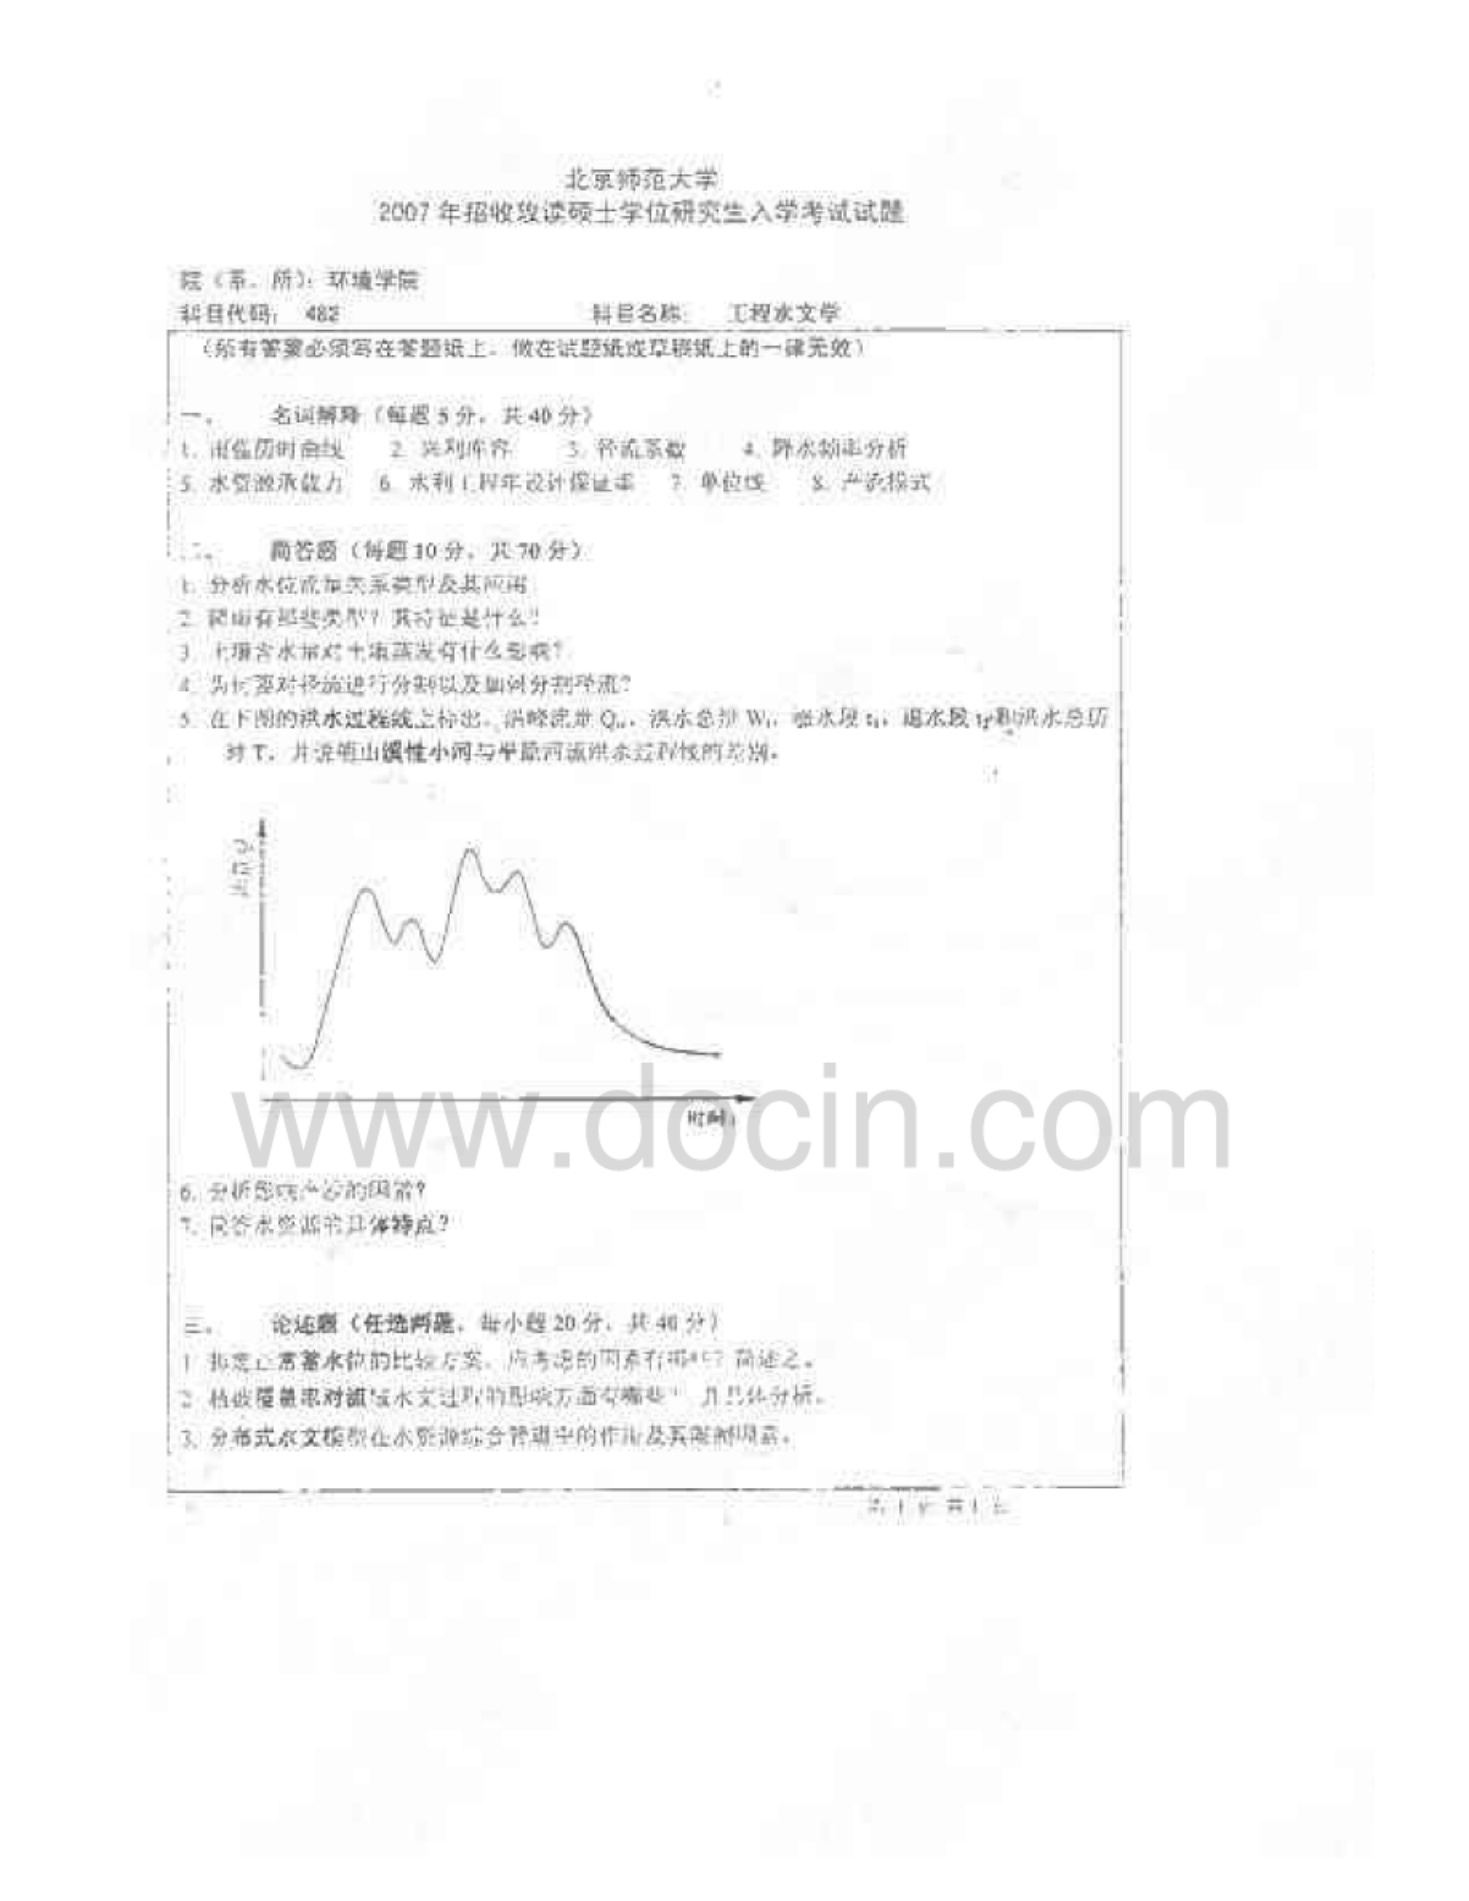 北京师范大学
2007年招收攻读硕士学位研究生入学考试试题
院（系、所）：环境学院
科目代码： 482 科目名称： 工程水文学
（所有答案必须写在答题纸上，做在试题纸或草稿纸上的一律无效）
一、 名词解释（每题5分，共40分）
1. 雨强历时曲线 2. 兴利库容 3. 径流系数 4. 降水频率分析
5. 水资源承载力 6. 水利工程年设计保证率 7. 单位线 8. 产流模式
二、 简答题（每题10分，共70分）
1. 分析水位流量关系类型及其应用
2. 降雨有那些类型？其特征是什么？
3. 土壤含水量对土壤蒸发有什么影响？
4. 为何要对径流进行分割以及如何分割径流？
5. 在下图的洪水过程线上标出，洪峰流量 Qm，洪水总量 W，涨水段 t，退水段 t 和洪水总历
时 T，并说明山溪性小河与平原河流洪水过程线的差别。
流量Q
时间t
www.docin.com
6. 分析影响产沙的因素？
7. 简答水资源的具体特点？
三、 论述题（任选两题，每小题20分，共40分）
1. 拟定正常蓄水位的比较方案，应考虑的因素有哪些？简述之。
2. 植被覆盖率对流域水文过程的影响方面有哪些？ 并具体分析。
3. 分布式水文模型在水资源综合管理中的作用及其限制因素。
第 1 页 共 1 页